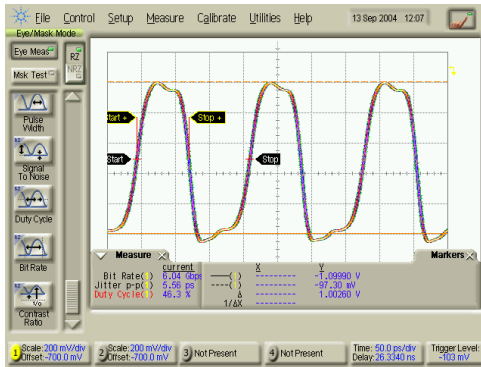 File Control Setup Measure Calibrate Utilities Help 13 Sep 2004 12:07
Eye/Mask Mode
Eye Meas
RZ
NRZ
Msk Test
Pulse Width
Signal To Noise
Duty Cycle
Bit Rate
Contrast Ratio
Start + Stop +
Start Stop
Measure Markers
current X Y
Bit Rate( ) 6.04 Gbps ----( ) --------- -1.09990 V
Jitter p-p( ) 5.56 ps ----( ) --------- -97.30 mV
Duty Cycle( ) 46.3 % Δ --------- 1.00260 V
1/ΔX ---------
1 Scale: 200 mV/div Offset:-700.0 mV
2 Scale: 200 mV/div Offset:-700.0 mV
3 Not Present
4 Not Present
Time: 50.0 ps/div Delay:26.3340 ns
Trigger Level: -103 mV